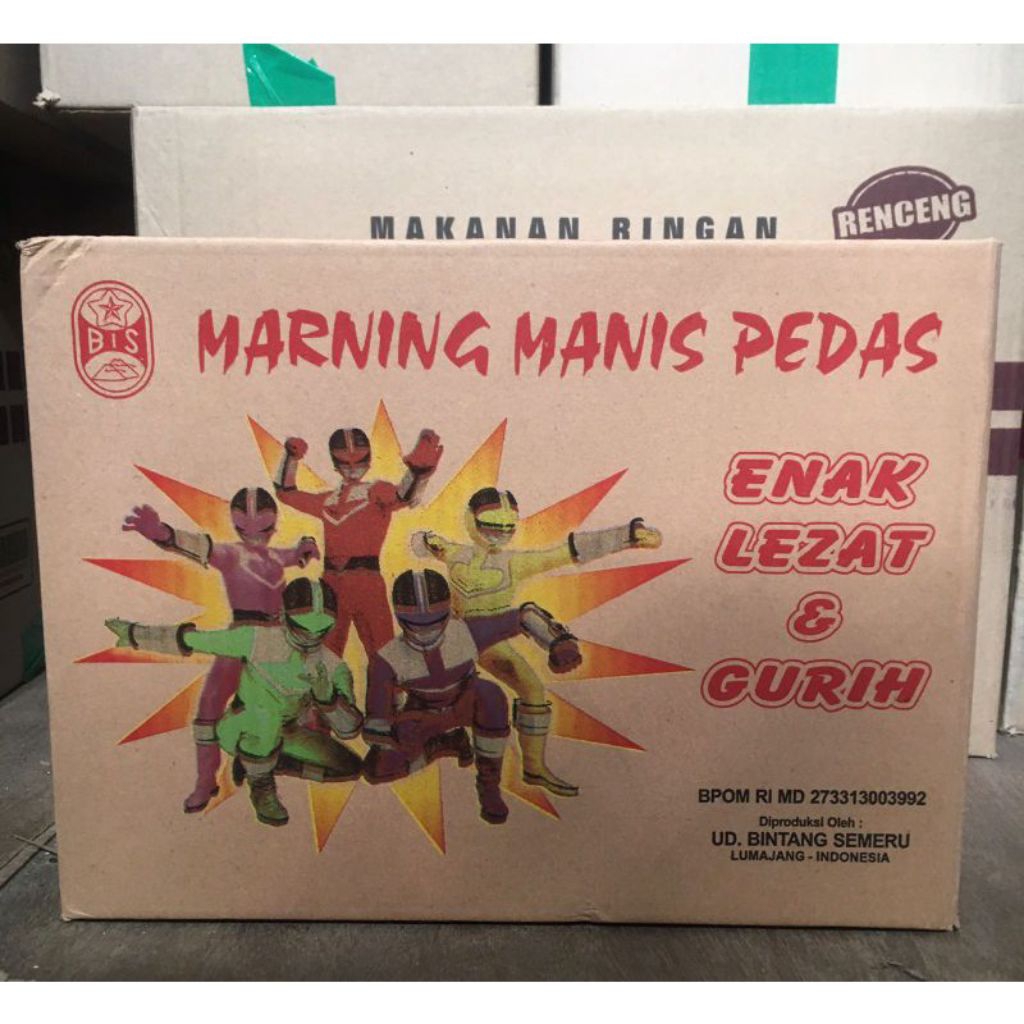 MAKANAN RINGAN
RENCENG
BTS
MARNING MANIS PEDAS
ENAK
LEZAT
&
GURIH
BPOM RI MD 273313003992
Diproduksi Oleh :
UD. BINTANG SEMERU
LUMAJANG - INDONESIA